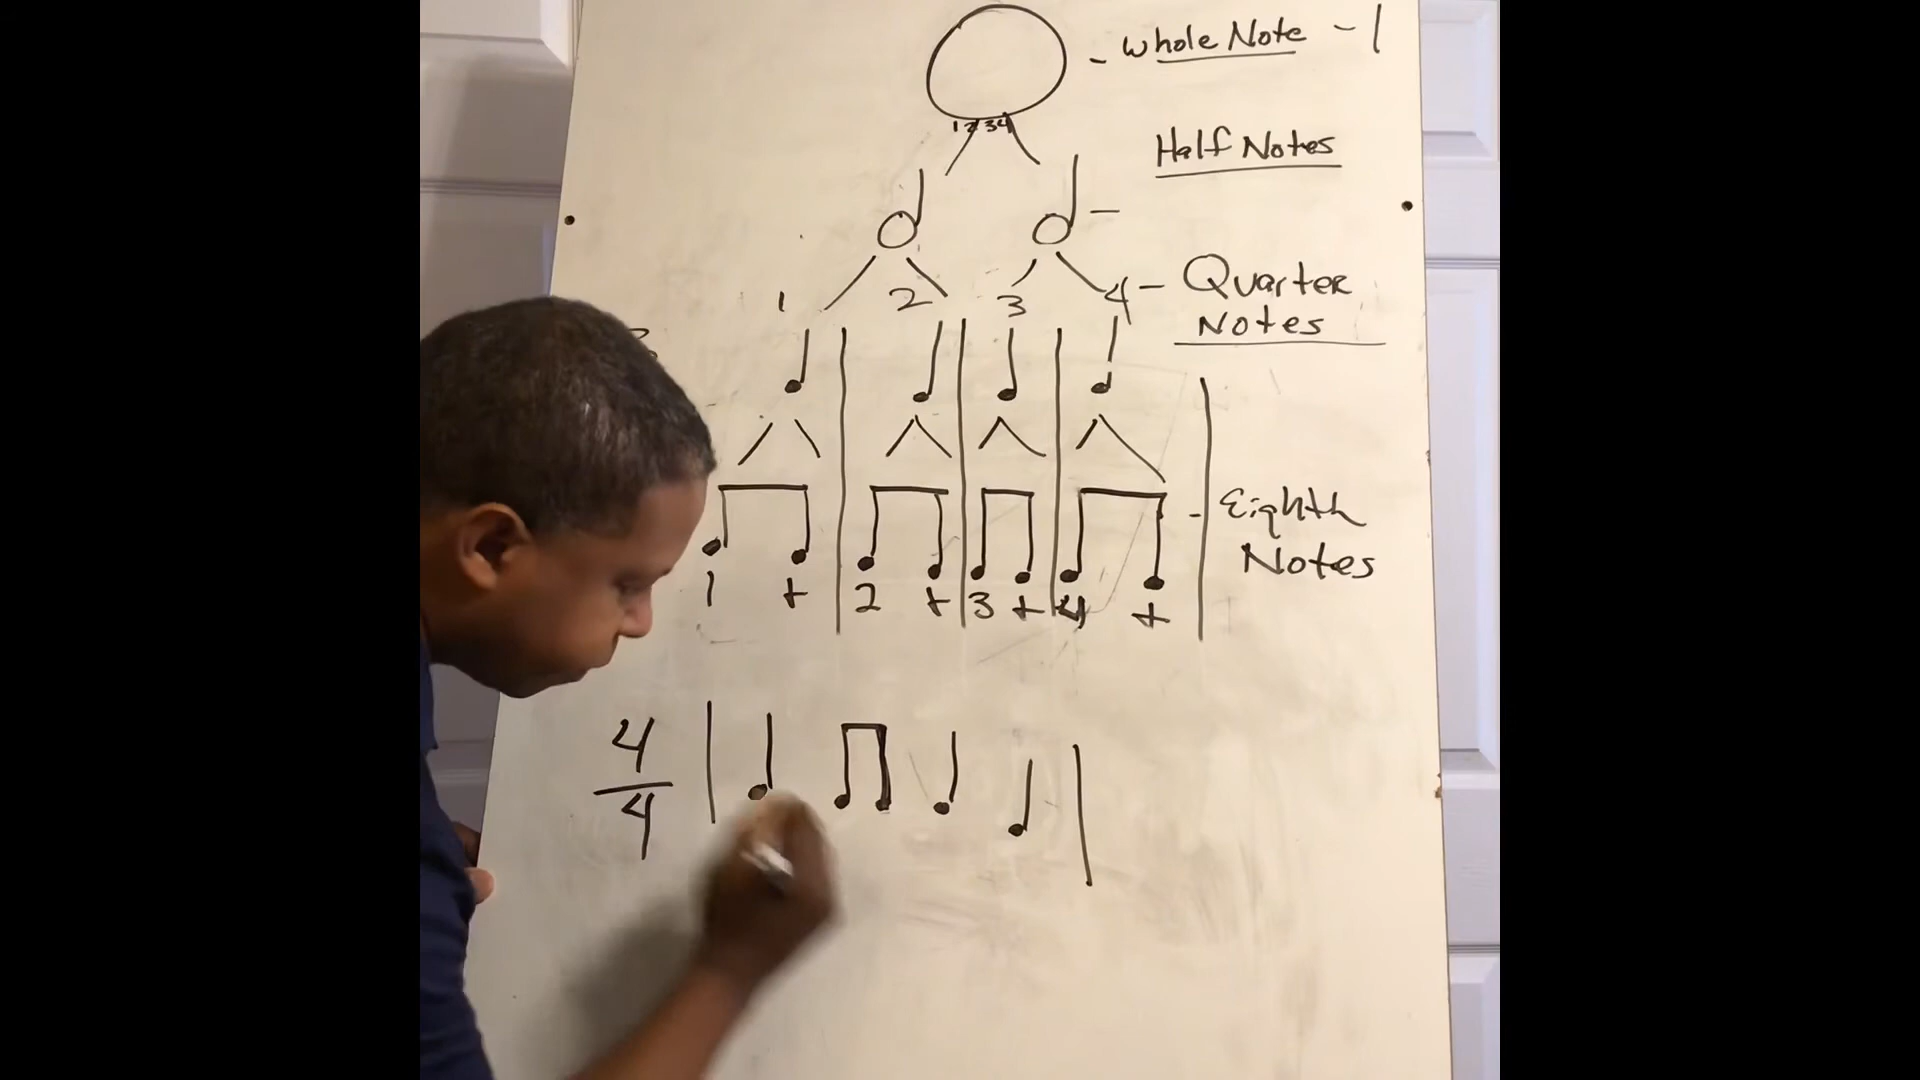 - Whole Note - 1
1234
Half Notes
1 2 3 4 - Quarter
Notes
- Eighth
Notes
1 + 2 + 3 + 4 +
4
4